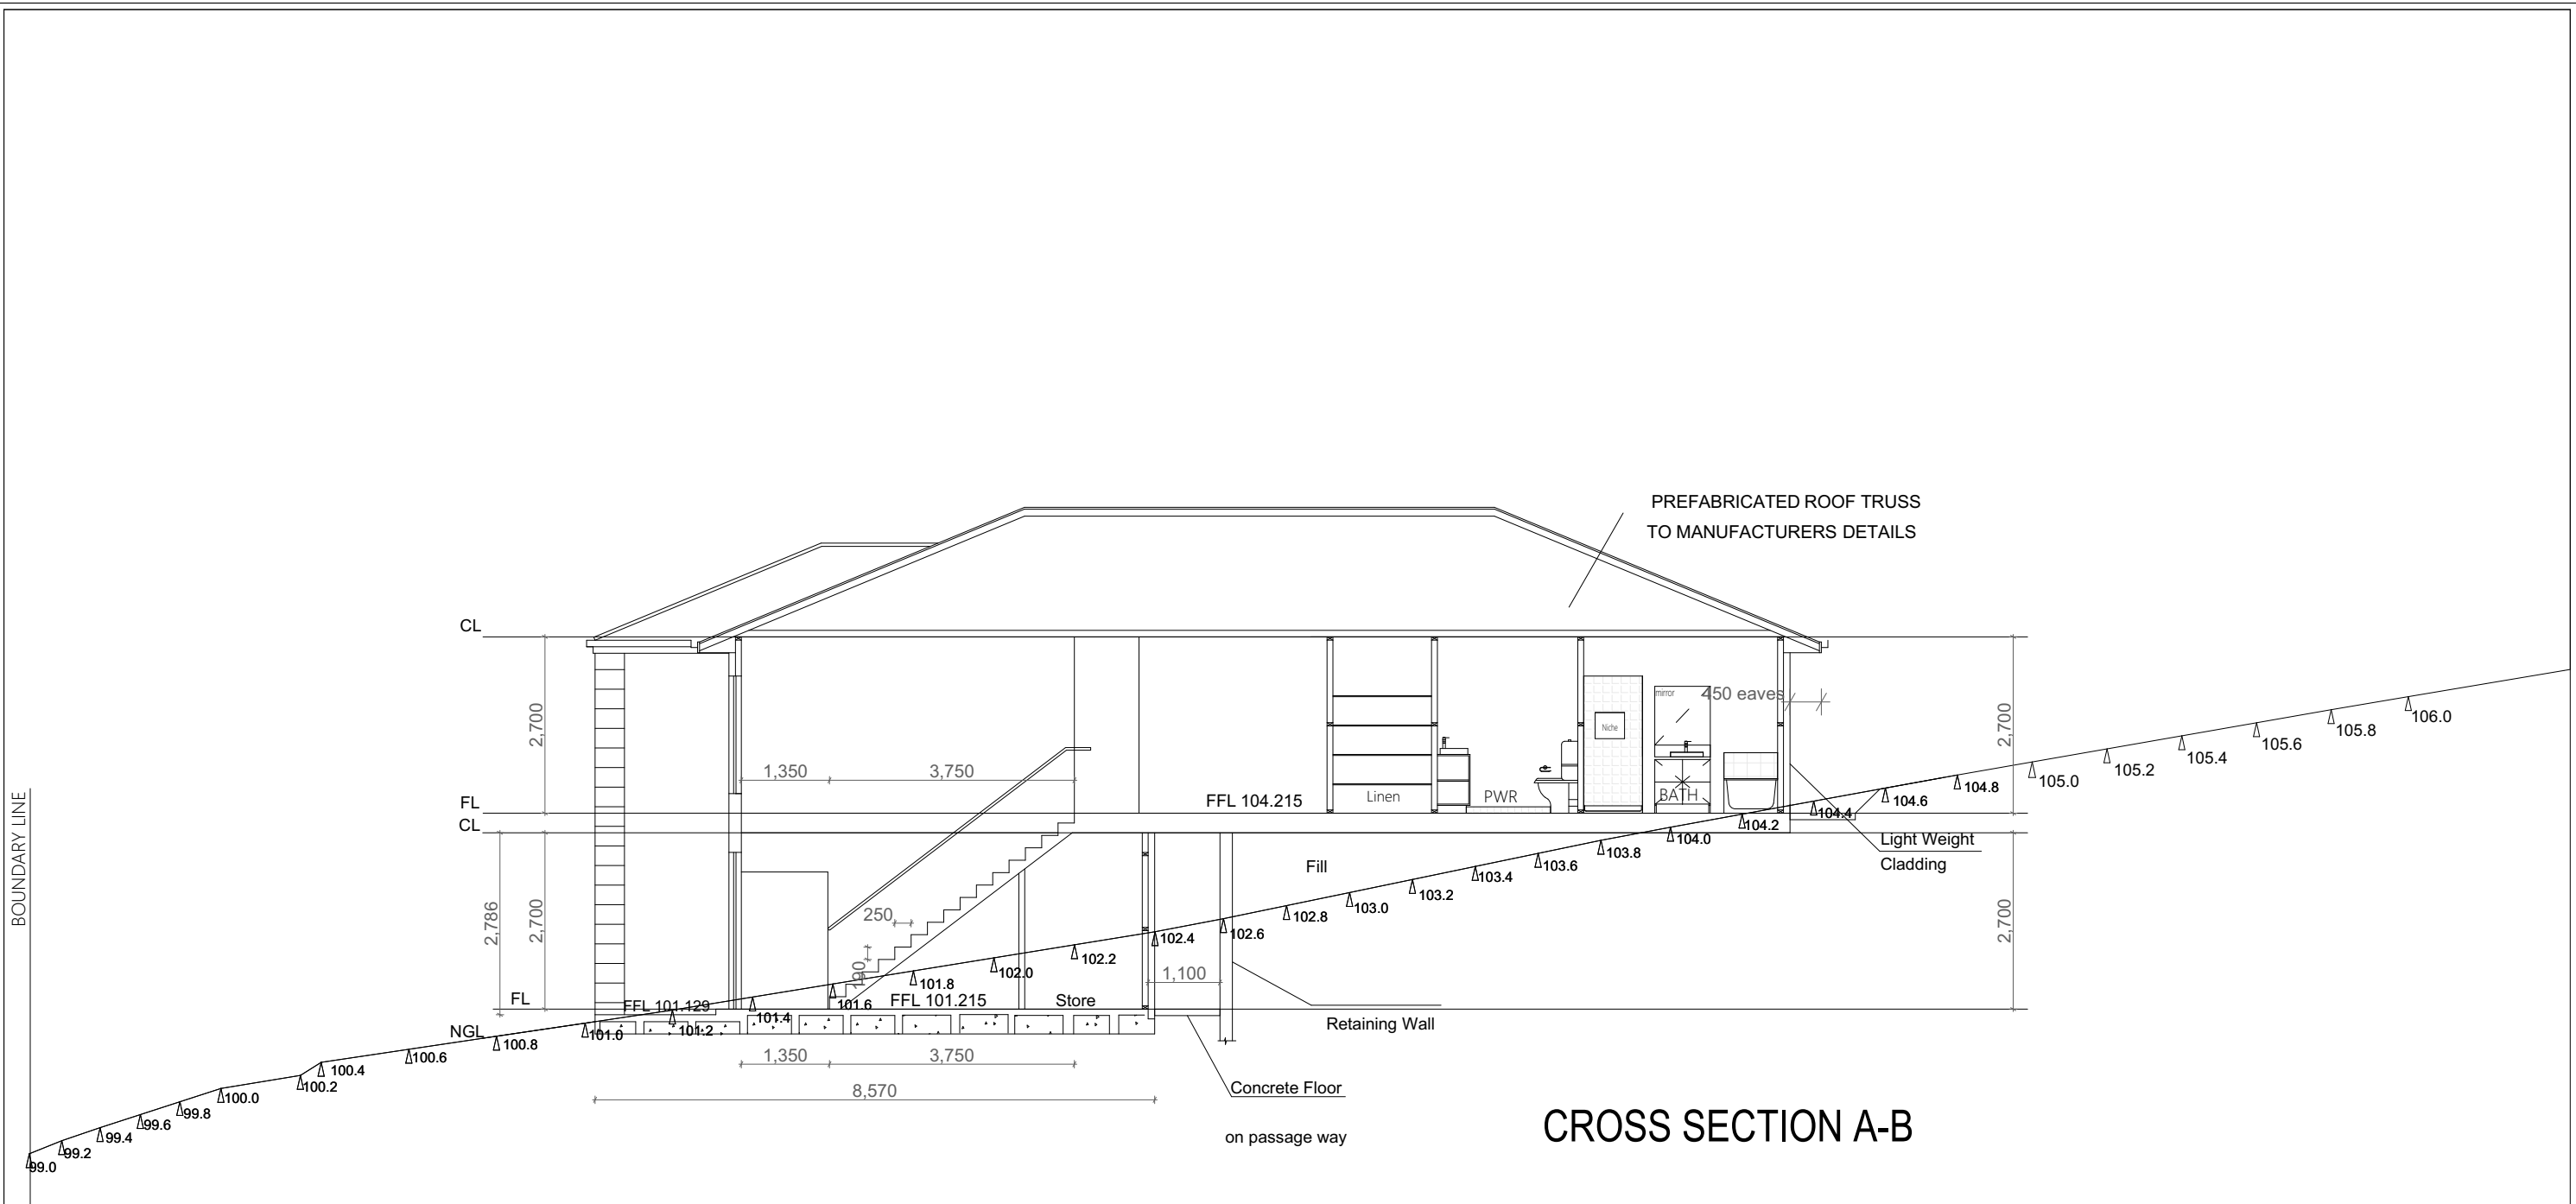 PREFABRICATED ROOF TRUSS
TO MANUFACTURERS DETAILS
CL
2,700
2,700
450 eaves
mirror
Niche
1,350
3,750
FL
CL
FFL 104.215
Linen
PWR
BATH
106.0
105.8
105.6
105.4
105.2
105.0
104.8
104.6
104.4
104.2
104.0
103.8
103.6
103.4
103.2
103.0
102.8
102.6
102.4
102.2
102.0
101.8
101.6
101.4
101.2
101.0
100.8
100.6
100.4
100.2
100.0
99.8
99.6
99.4
99.2
99.0
Light Weight
Cladding
Fill
BOUNDARY LINE
2,786
2,700
2,700
250
190
1,100
FL
FFL 101.129
FFL 101.215
Store
NGL
Retaining Wall
1,350
3,750
8,570
Concrete Floor
on passage way
CROSS SECTION A-B